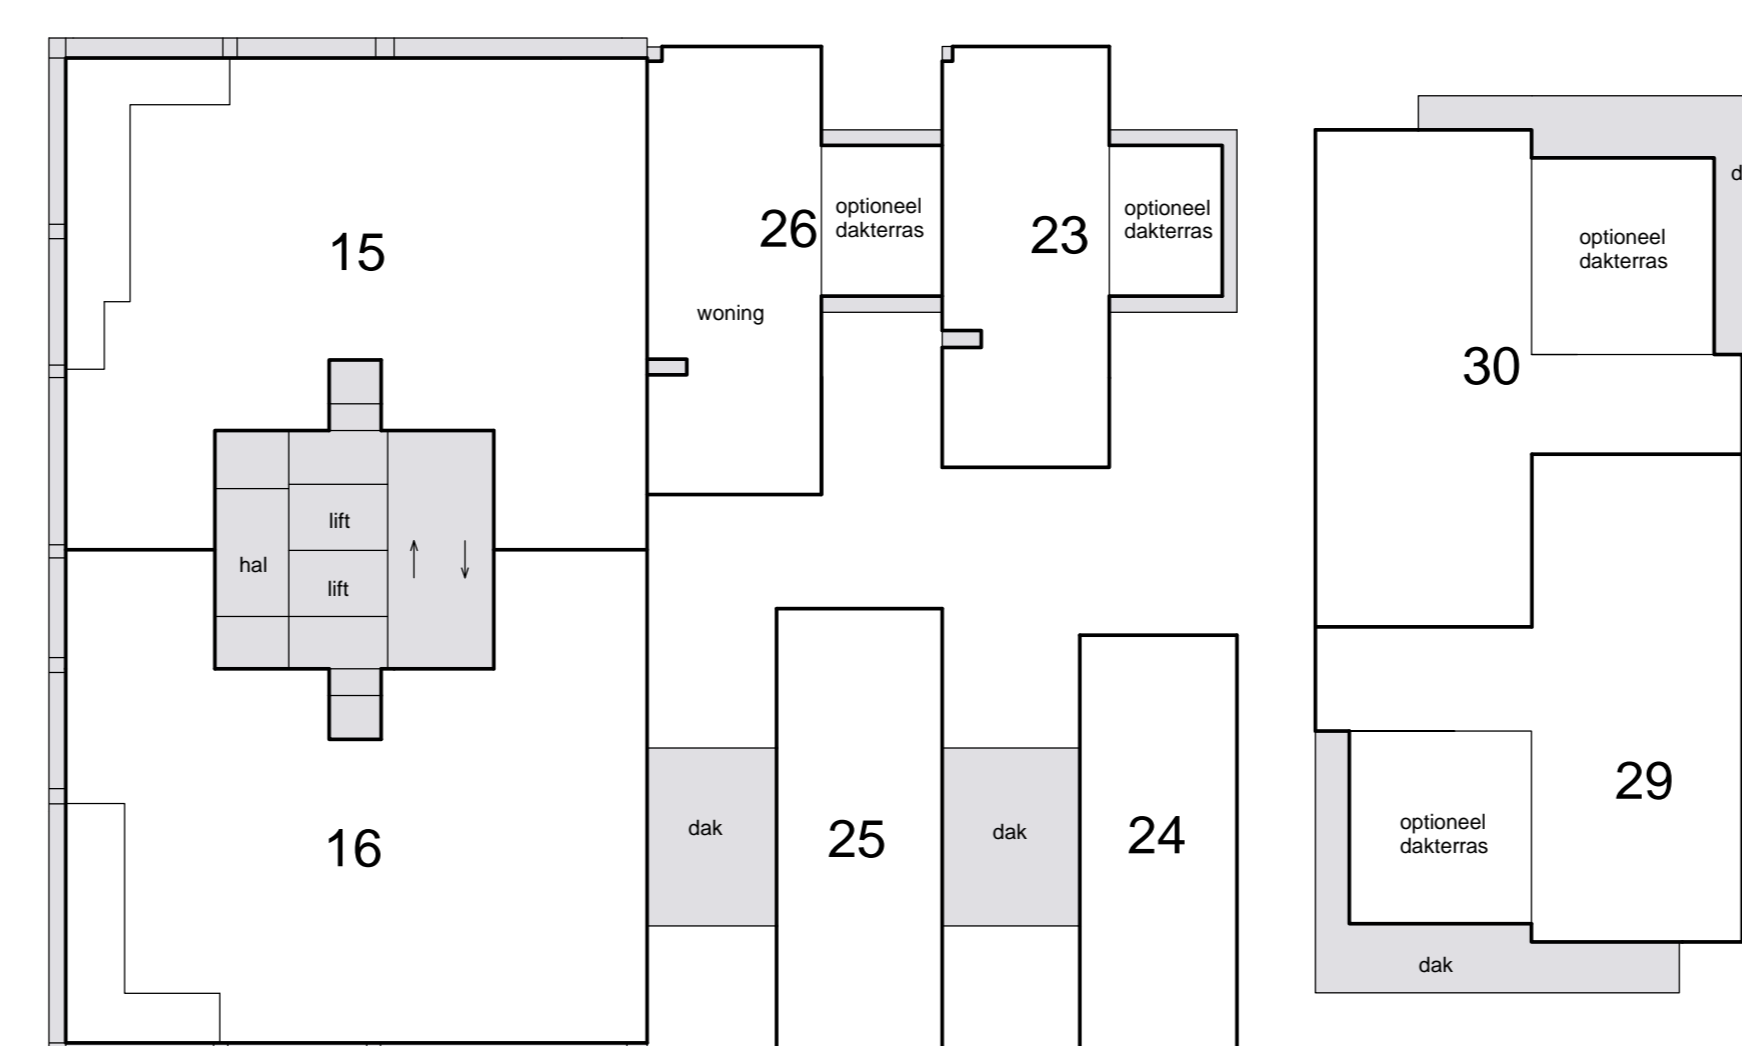 15
26
optioneel
dakterras
23
optioneel
dakterras
optioneel
dakterras
woning
30
lift
hal
lift
29
16
dak
25
dak
24
optioneel
dakterras
dak